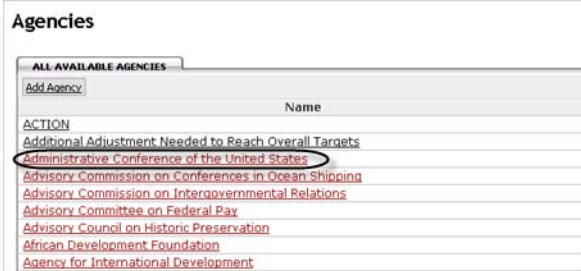 Agencies
ALL AVAILABLE AGENCIES
Add Agency
Name
ACTION
Additional Adjustment Needed to Reach Overall Targets
Administrative Conference of the United States
Advisory Commission on Conferences in Ocean Shipping
Advisory Commission on Intergovernmental Relations
Advisory Committee on Federal Pay
Advisory Council on Historic Preservation
African Development Foundation
Agency for International Development